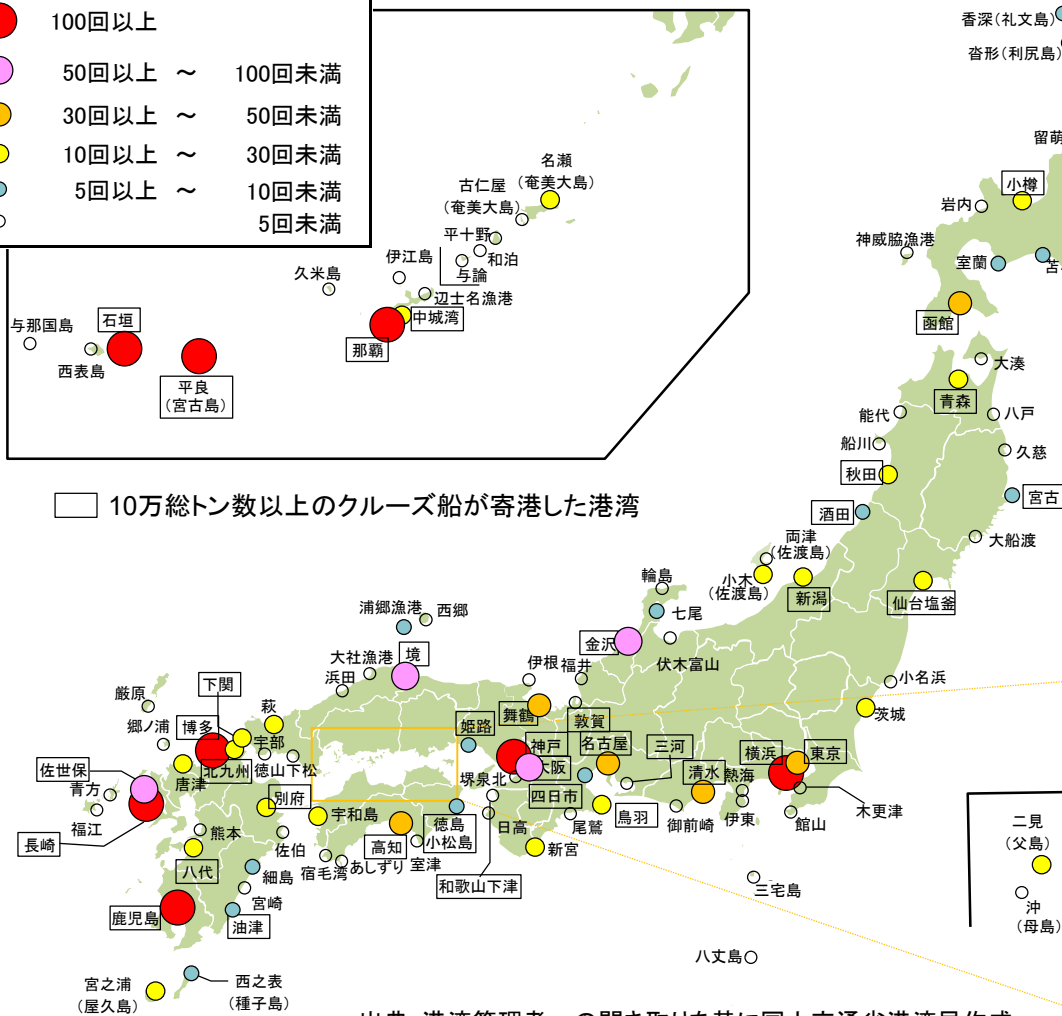 100回以上
50回以上 ～ 100回未満
30回以上 ～ 50回未満
10回以上 ～ 30回未満
5回以上 ～ 10回未満
5回未満
香深(礼文島)
沓形(利尻島)
留萌
小樽
岩内
神威脇漁港
室蘭
函館
名瀬
(奄美大島)
古仁屋
(奄美大島)
平十野
和泊
与論
伊江島
辺士名漁港
久米島
中城湾
那覇
与那国島
石垣
西表島
平良
(宮古島)
10万総トン数以上のクルーズ船が寄港した港湾
大湊
青森
能代
八戸
船川
久慈
秋田
宮古
酒田
大船渡
両津
(佐渡島)
小木
(佐渡島)
新潟
仙台塩釜
輪島
七尾
金沢
伏木富山
浦郷漁港
西郷
大社漁港
境
浜田
伊根
福井
小名浜
茨城
下関
厳原
萩
郷ノ浦
博多
宇部
北九州
徳山下松
姫路
舞鶴
敦賀
神戸
大阪
名古屋
三河
横浜
東京
清水
熱海
佐世保
唐津
青方
福江
別府
堺泉北
四日市
木更津
長崎
熊本
宇和島
高知
徳島
小松島
日高
尾鷲
鳥羽
御前崎
伊東
館山
八代
佐伯
細島
宿毛湾
あしずり
室津
新宮
和歌山下津
宮崎
三宅島
鹿児島
油津
二見
(父島)
沖
(母島)
八丈島
宮之浦
(屋久島)
西之表
(種子島)